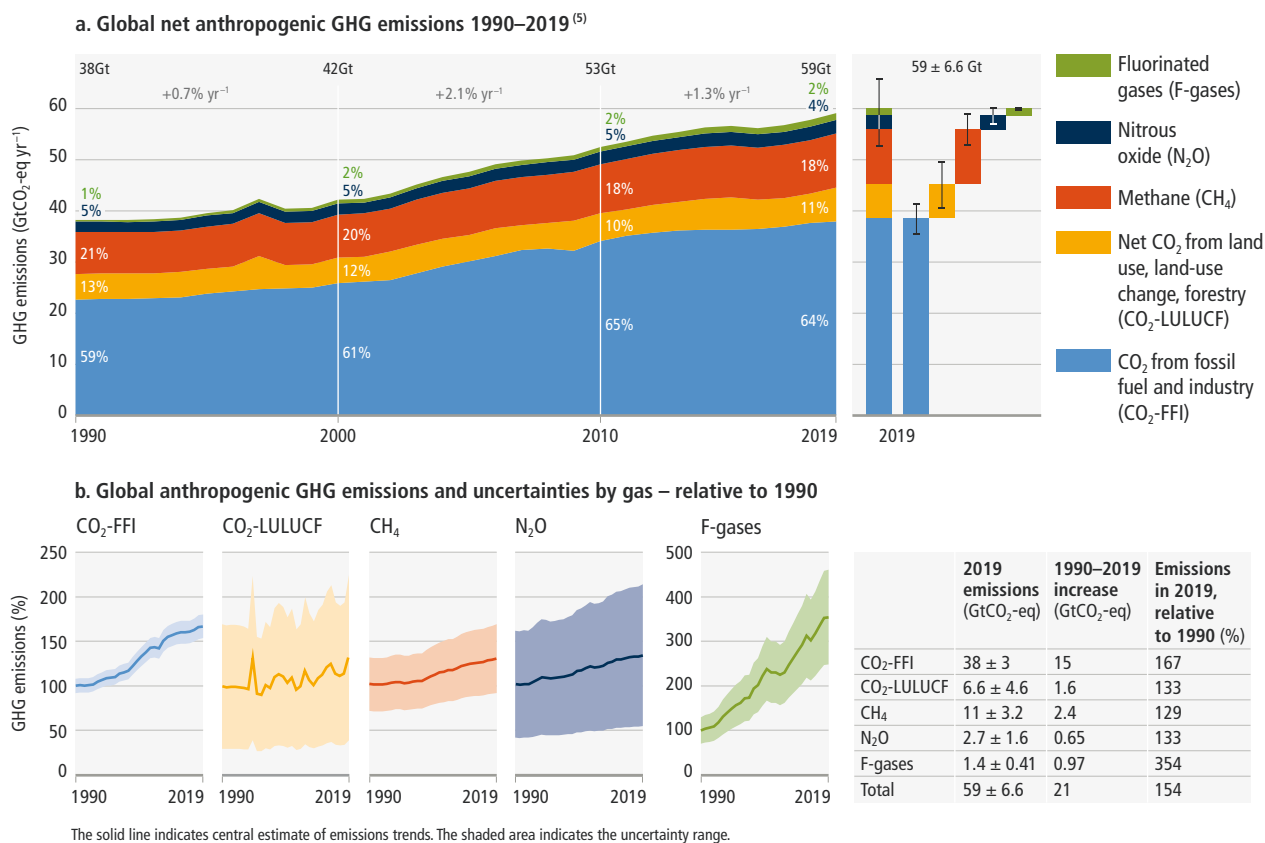 a. Global net anthropogenic GHG emissions 1990–2019 (5)
38Gt
42Gt
53Gt
59Gt
59 ± 6.6 Gt
+0.7% yr⁻¹
+2.1% yr⁻¹
+1.3% yr⁻¹
GHG emissions (GtCO₂-eq yr⁻¹)
60
50
40
30
20
10
0
1%
5%
21%
13%
59%
2%
5%
20%
12%
61%
2%
5%
18%
10%
65%
2%
4%
18%
11%
64%
1990
2000
2010
2019
2019
Fluorinated
gases (F-gases)
Nitrous
oxide (N₂O)
Methane (CH₄)
Net CO₂ from land
use, land-use
change, forestry
(CO₂-LULUCF)
CO₂ from fossil
fuel and industry
(CO₂-FFI)
b. Global anthropogenic GHG emissions and uncertainties by gas – relative to 1990
CO₂-FFI
CO₂-LULUCF
CH₄
N₂O
F-gases
GHG emissions (%)
250
200
150
100
50
0
500
400
300
200
100
0
1990 2019
1990 2019
1990 2019
1990 2019
1990 2019
2019 emissions (GtCO₂-eq)
1990–2019 increase (GtCO₂-eq)
Emissions in 2019, relative to 1990 (%)
CO₂-FFI 38 ± 3 15 167
CO₂-LULUCF 6.6 ± 4.6 1.6 133
CH₄ 11 ± 3.2 2.4 129
N₂O 2.7 ± 1.6 0.65 133
F-gases 1.4 ± 0.41 0.97 354
Total 59 ± 6.6 21 154
The solid line indicates central estimate of emissions trends. The shaded area indicates the uncertainty range.